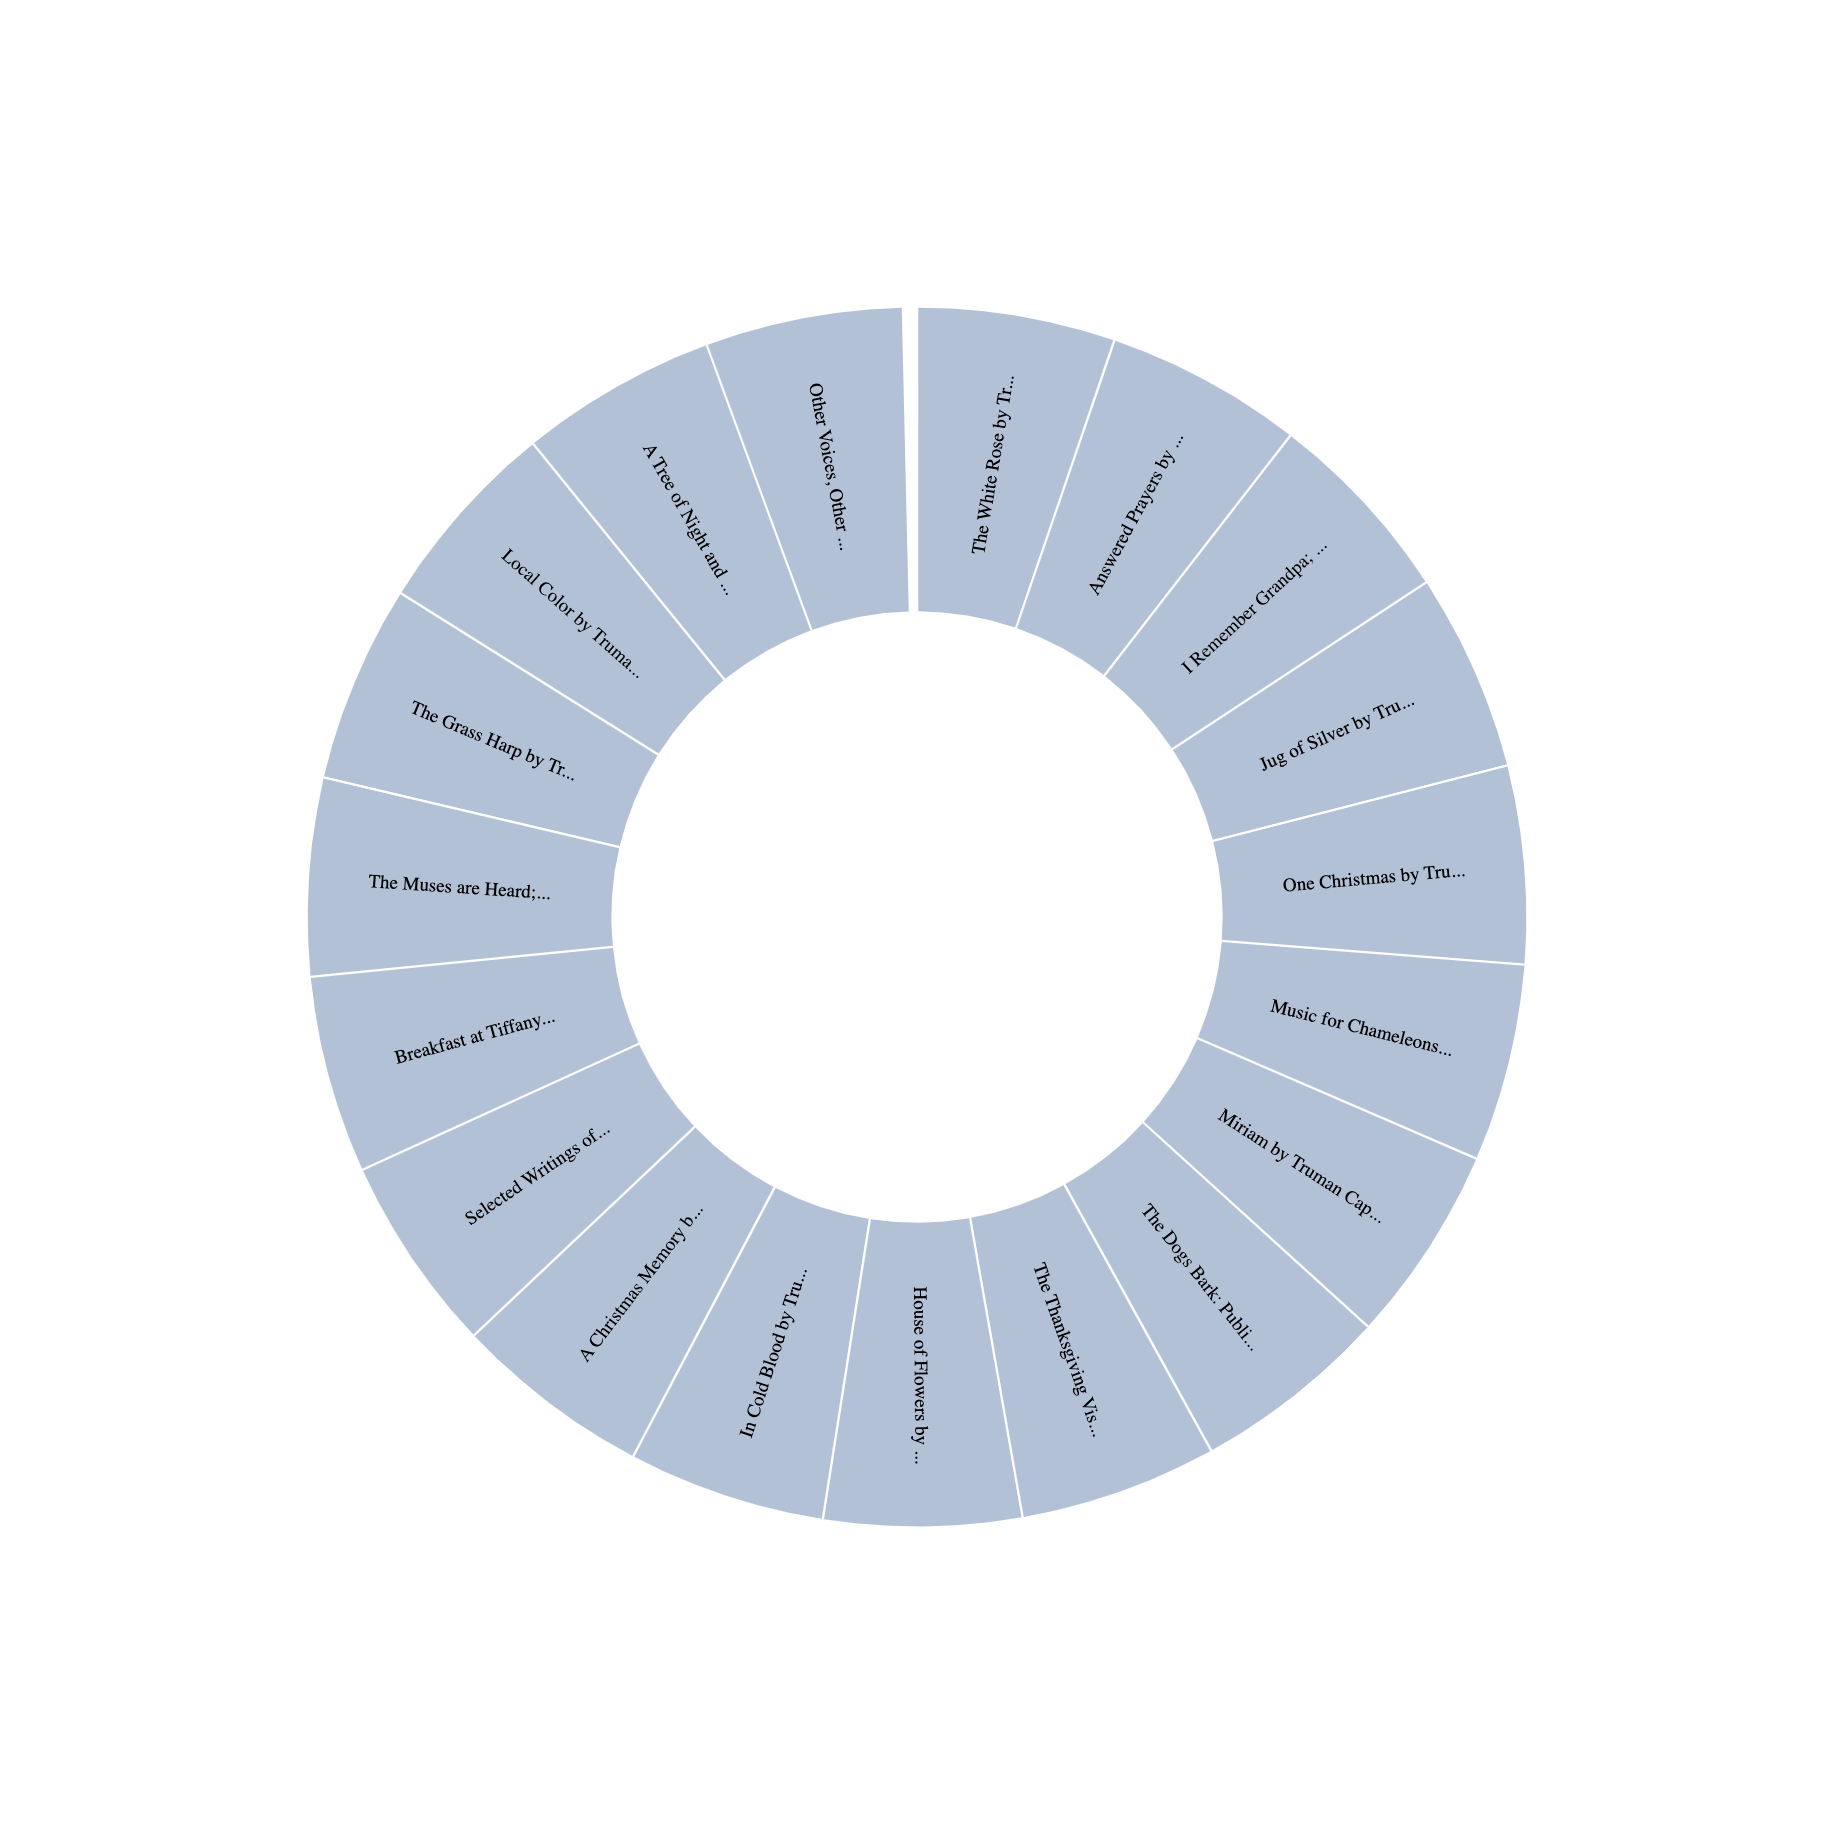 The White Rose by Tr...
Answered Prayers by ...
I Remember Grandpa; ...
Jug of Silver by Tru...
One Christmas by Tru...
Music for Chameleons...
Miriam by Truman Cap...
The Dogs Bark: Publi...
The Thanksgiving Vis...
House of Flowers by ...
In Cold Blood by Tru...
A Christmas Memory b...
Selected Writings of...
Breakfast at Tiffany...
The Muses are Heard;...
The Grass Harp by Tr...
Local Color by Truma...
A Tree of Night and ...
Other Voices, Other ...